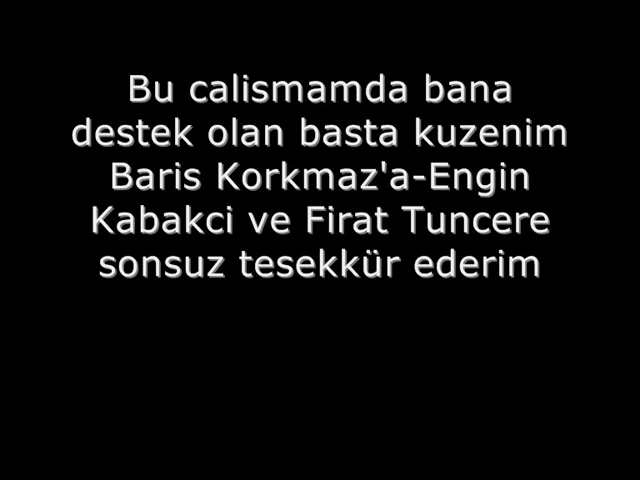 Bu calismamda bana
destek olan basta kuzenim
Baris Korkmaz'a-Engin
Kabakci ve Firat Tuncere
sonsuz tesekkür ederim